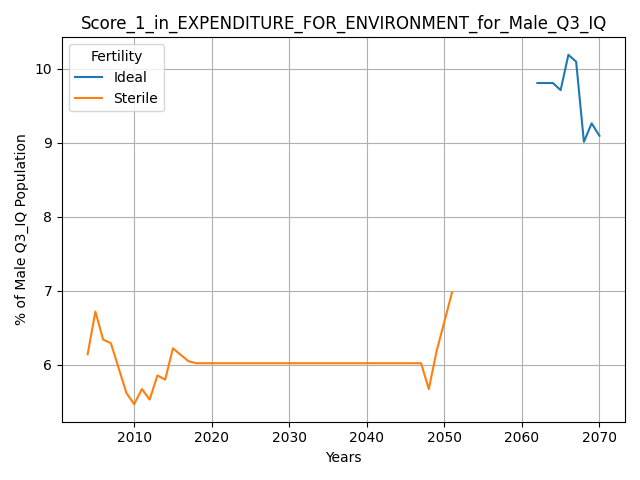 Score_1_in_EXPENDITURE_FOR_ENVIRONMENT_for_Male_Q3_IQ
Fertility
Ideal
Sterile
% of Male Q3_IQ Population
10
9
8
7
6
2010 2020 2030 2040 2050 2060 2070
Years